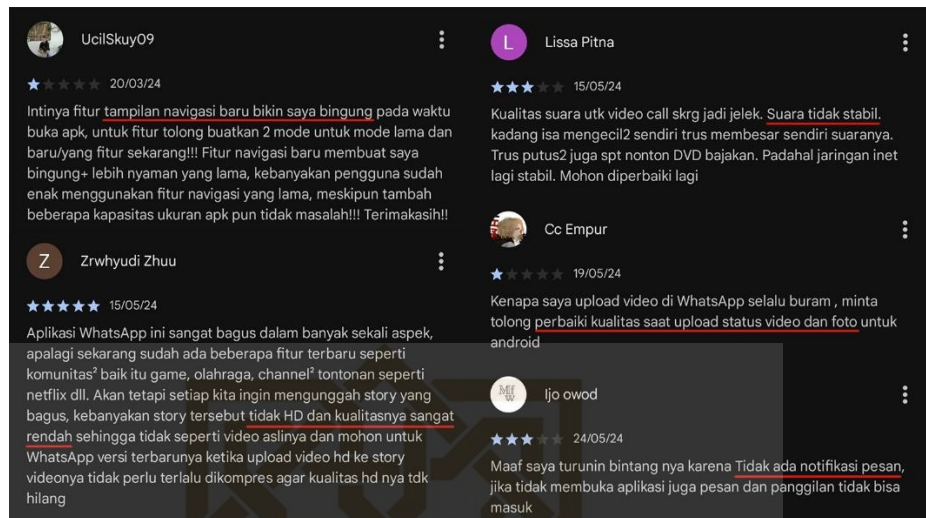 UcilSkuy09
20/03/24
Intinya fitur tampilan navigasi baru bikin saya bingung pada waktu
buka apk, untuk fitur tolong buatkan 2 mode untuk mode lama dan
baru/yang fitur sekarang!!! Fitur navigasi baru membuat saya
bingung+ lebih nyaman yang lama, kebanyakan pengguna sudah
enak menggunakan fitur navigasi yang lama, meskipun tambah
beberapa kapasitas ukuran apk pun tidak masalah!!! Terimakasih!!
Z
Zrwhyudi Zhuu
15/05/24
Aplikasi WhatsApp ini sangat bagus dalam banyak sekali aspek,
apalagi sekarang sudah ada beberapa fitur terbaru seperti
komunitas² baik itu game, olahraga, channel² tontonan seperti
netflix dll. Akan tetapi setiap kita ingin mengunggah story yang
bagus, kebanyakan story tersebut tidak HD dan kualitasnya sangat
rendah sehingga tidak seperti video aslinya dan mohon untuk
WhatsApp versi terbarunya ketika upload video hd ke story
videonya tidak perlu terlalu dikompres agar kualitas hd nya tdk
hilang
L
Lissa Pitna
15/05/24
Kualitas suara utk video call skrg jadi jelek. Suara tidak stabil.
kadang isa mengecil2 sendiri trus membesar sendiri suaranya.
Trus putus2 juga spt nonton DVD bajakan. Padahal jaringan inet
lagi stabil. Mohon diperbaiki lagi
Cc Empur
19/05/24
Kenapa saya upload video di WhatsApp selalu buram , minta
tolong perbaiki kualitas saat upload status video dan foto untuk
android
Ijo owod
24/05/24
Maaf saya turunin bintang nya karena Tidak ada notifikasi pesan,
jika tidak membuka aplikasi juga pesan dan panggilan tidak bisa
masuk